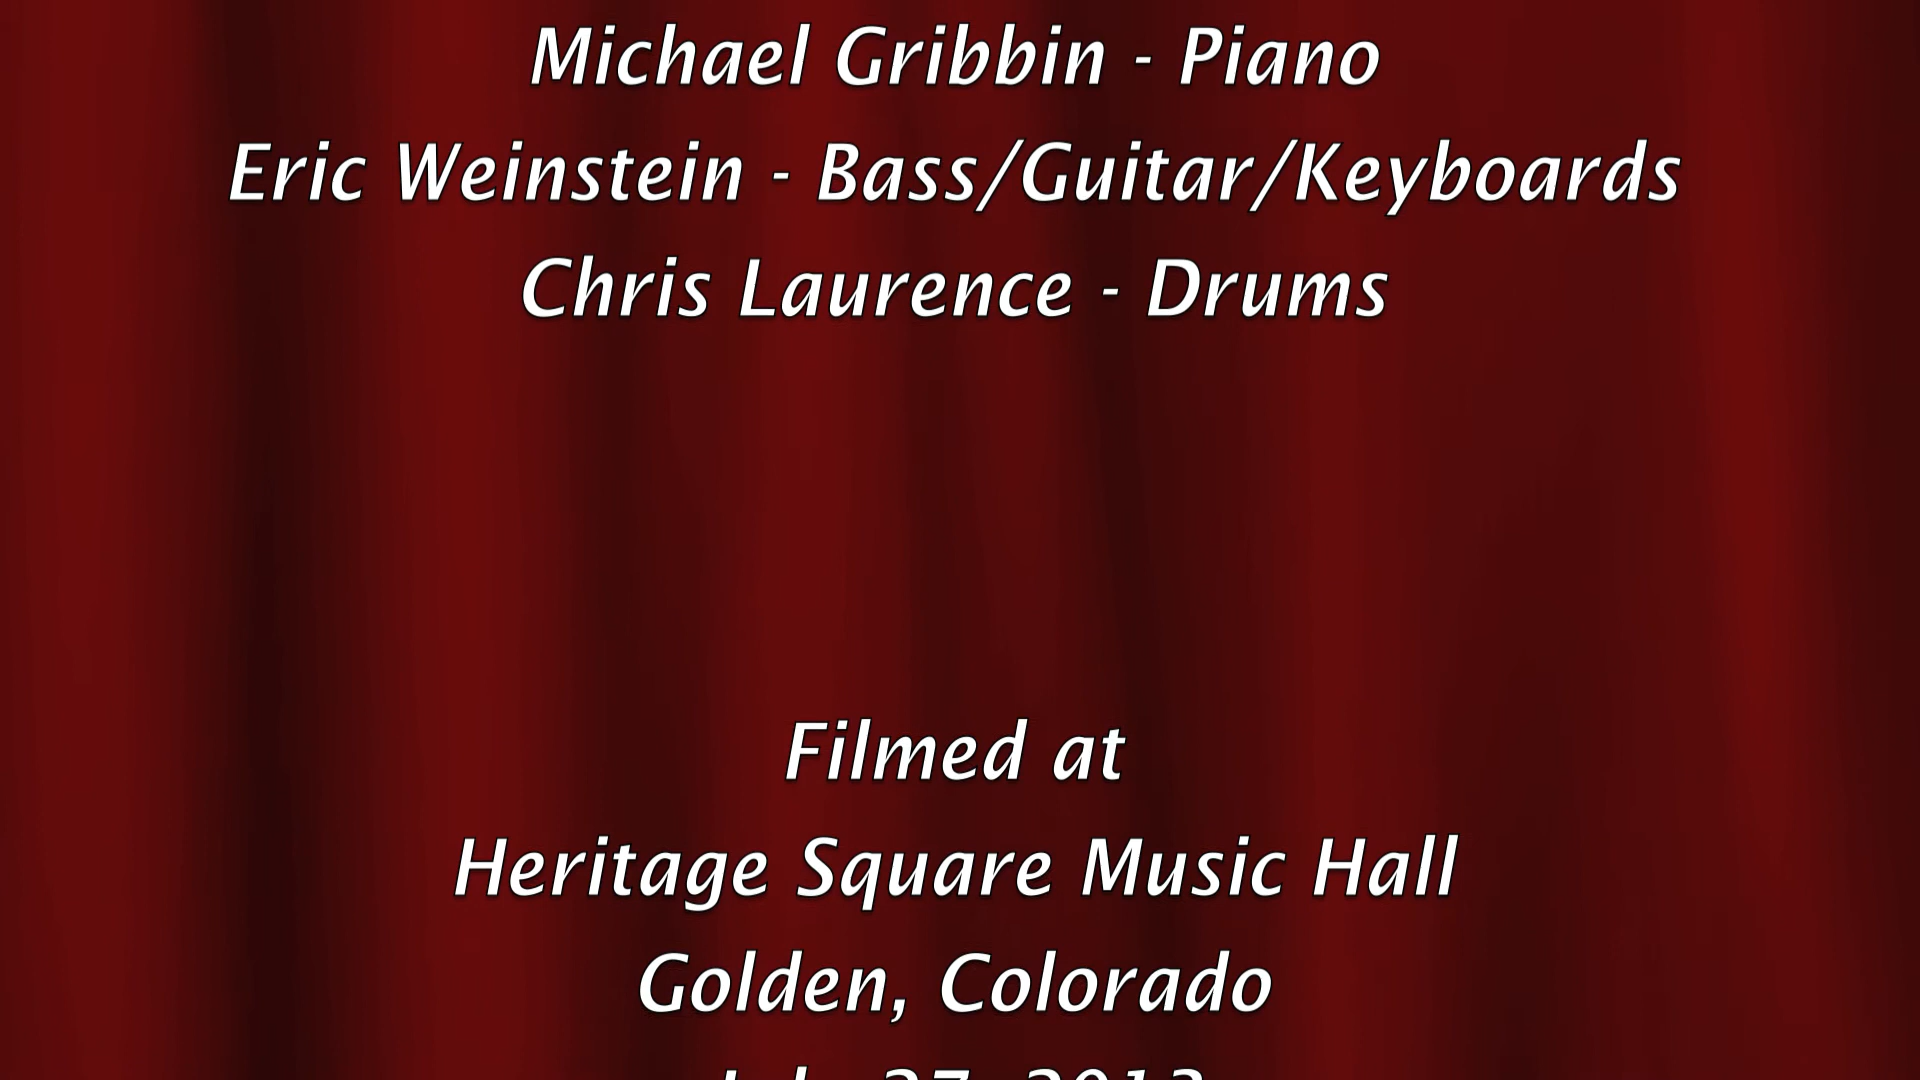 Michael Gribbin - Piano
Eric Weinstein - Bass/Guitar/Keyboards
Chris Laurence - Drums
Filmed at
Heritage Square Music Hall
Golden, Colorado